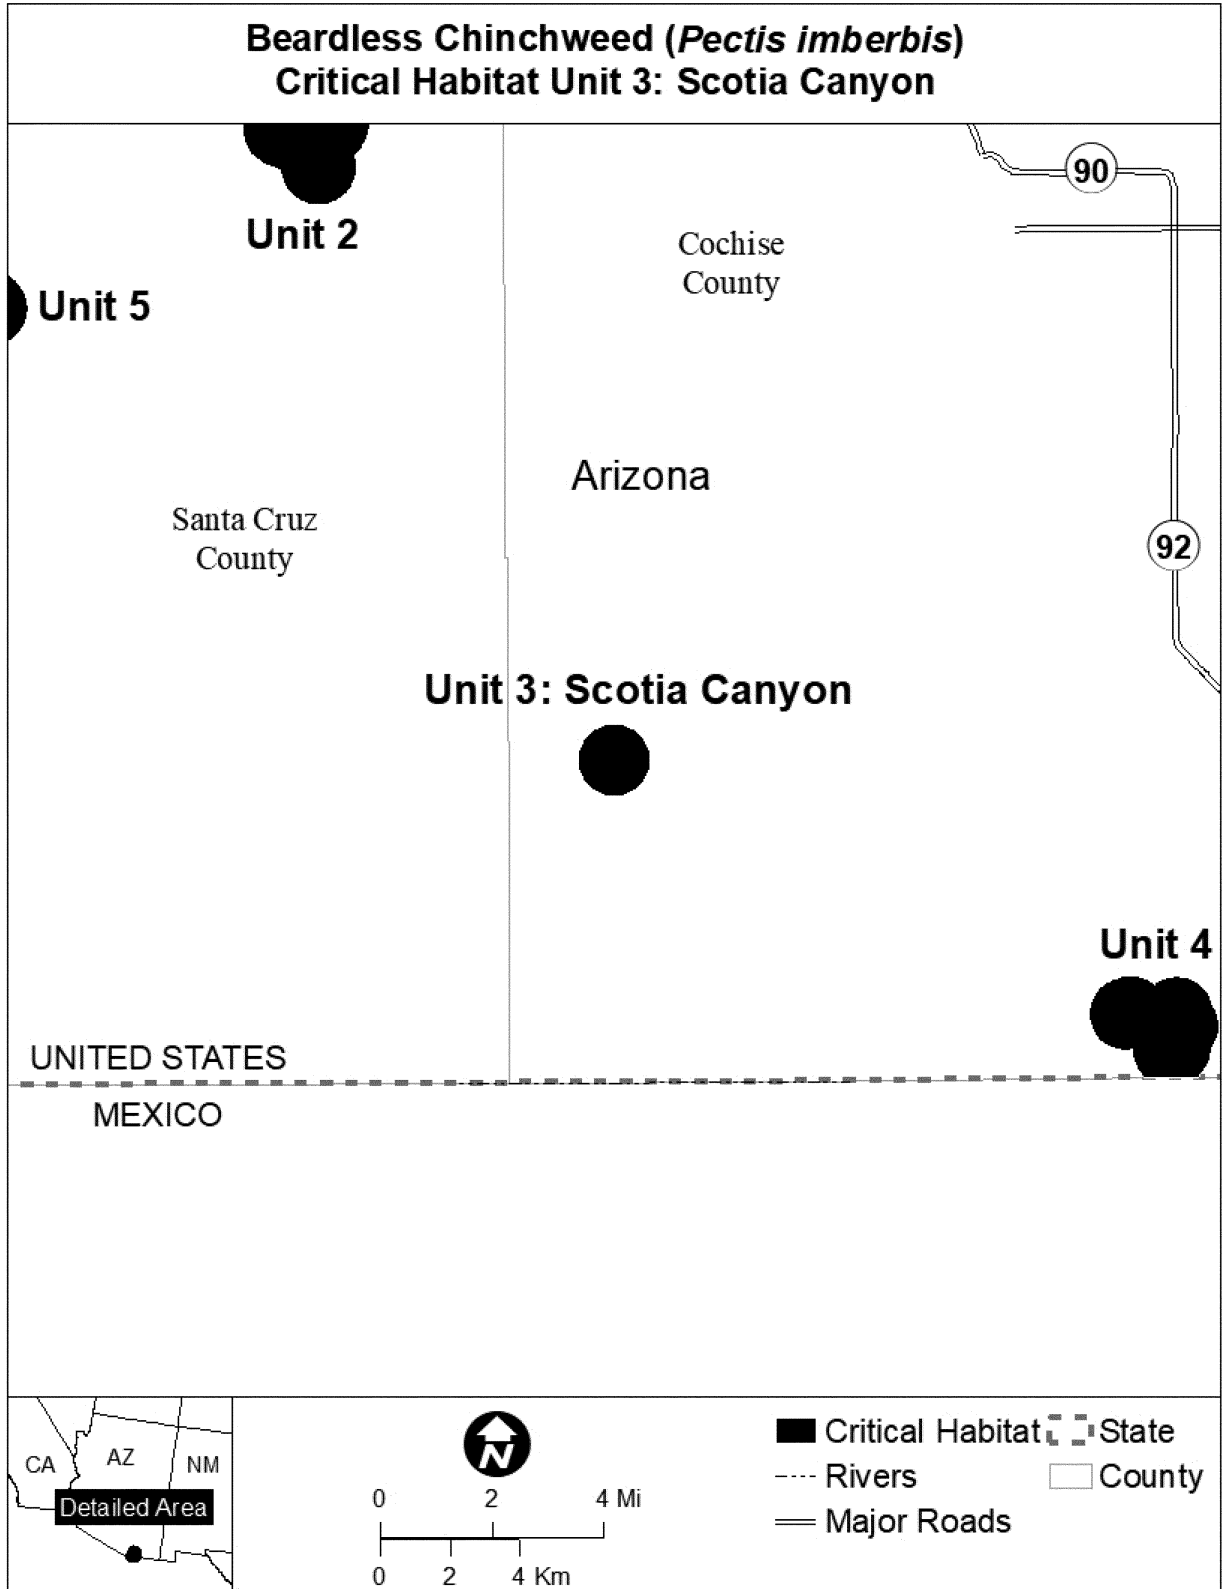 Beardless Chinchweed (Pectis imberbis)
Critical Habitat Unit 3: Scotia Canyon
90
Unit 2
Cochise
County
Unit 5
Arizona
Santa Cruz
County
92
Unit 3: Scotia Canyon
Unit 4
UNITED STATES
MEXICO
CA
AZ
NM
Detailed Area
N
0 2 4 Mi
0 2 4 Km
Critical Habitat
State
Rivers
County
Major Roads